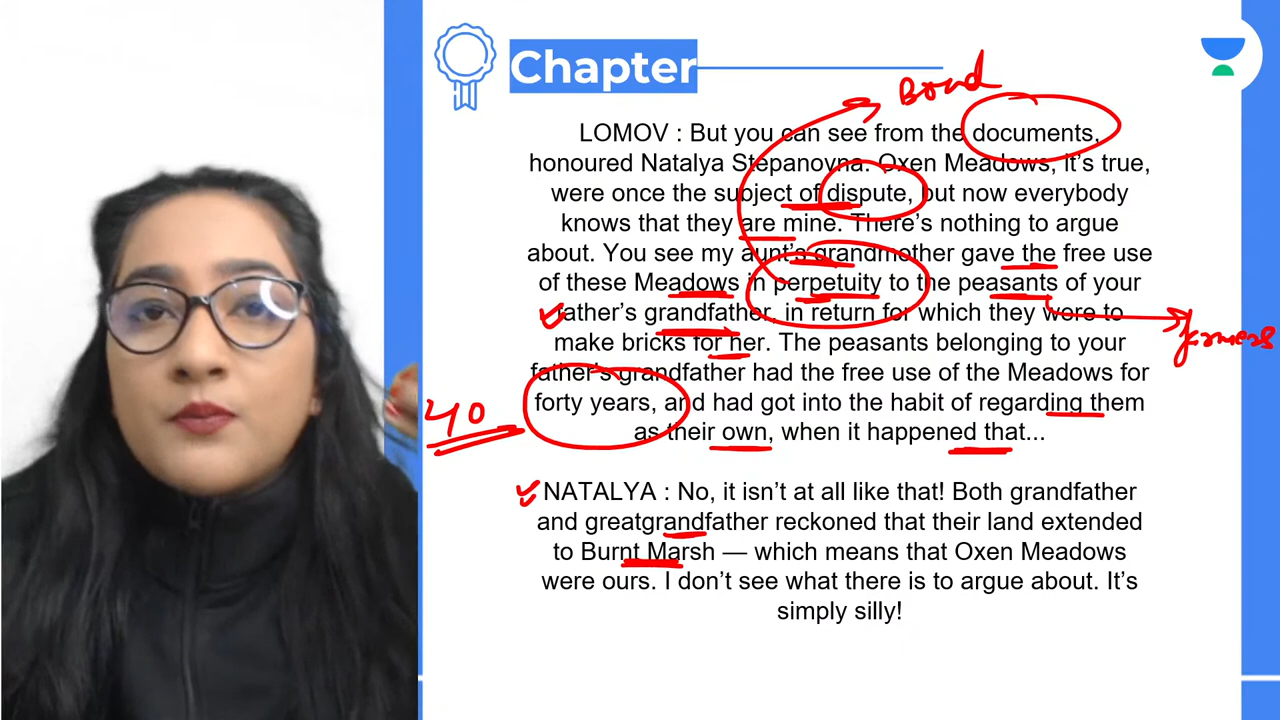 Chapter
Bond
LOMOV : But you can see from the documents,
honoured Natalya Stepanovna. Oxen Meadows, it's true,
were once the subject of dispute, but now everybody
knows that they are mine. There's nothing to argue
about. You see my aunt's grandmother gave the free use
of these Meadows in perpetuity to the peasants of your
father's grandfather, in return for which they were to
farmers
make bricks for her. The peasants belonging to your
father's grandfather had the free use of the Meadows for
40
forty years, and had got into the habit of regarding them
as their own, when it happened that...
NATALYA : No, it isn't at all like that! Both grandfather
and greatgrandfather reckoned that their land extended
to Burnt Marsh — which means that Oxen Meadows
were ours. I don't see what there is to argue about. It's
simply silly!